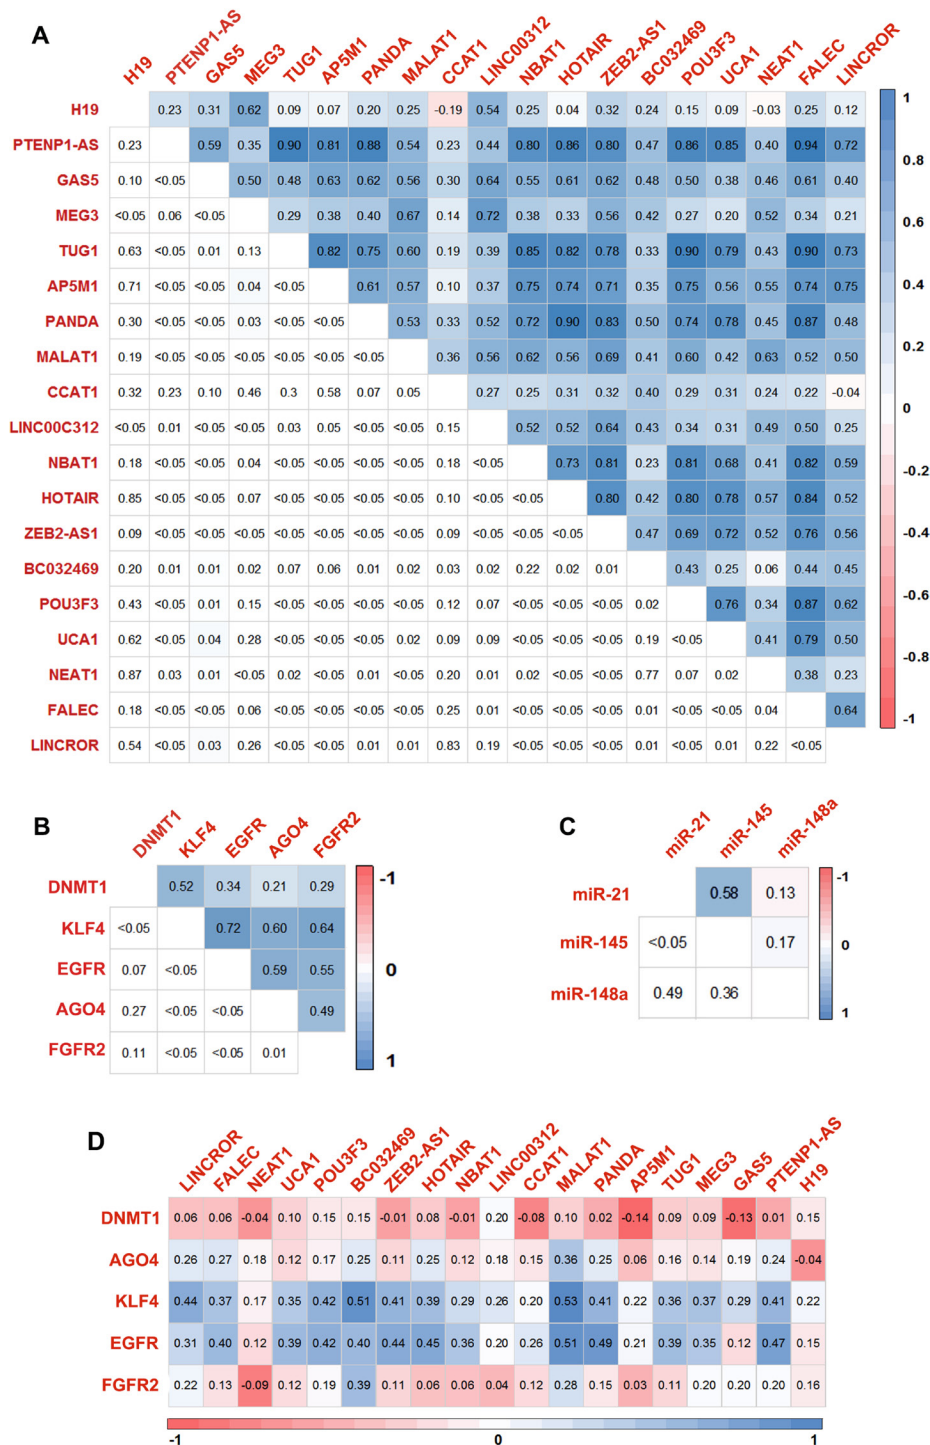 A
H19 PTENP1-AS GAS5 MEG3 TUG1 AP5M1 PANDA MALAT1 CCAT1 LINC00312 NBAT1 HOTAIR ZEB2-AS1 BC032469 POU3F3 UCA1 NEAT1 FALEC LINCROR
H19 0.23 0.31 0.62 0.09 0.07 0.20 0.25 -0.19 0.54 0.25 0.04 0.32 0.24 0.15 0.09 -0.03 0.25 0.12
PTENP1-AS 0.23 0.59 0.35 0.90 0.81 0.88 0.54 0.23 0.44 0.80 0.86 0.80 0.47 0.86 0.85 0.40 0.94 0.72
GAS5 0.10 <0.05 0.50 0.48 0.63 0.62 0.56 0.30 0.64 0.55 0.61 0.62 0.48 0.50 0.38 0.46 0.61 0.40
MEG3 <0.05 0.06 <0.05 0.29 0.38 0.40 0.67 0.14 0.72 0.38 0.33 0.56 0.42 0.27 0.20 0.52 0.34 0.21
TUG1 0.63 <0.05 0.01 0.13 0.82 0.75 0.60 0.19 0.39 0.85 0.82 0.78 0.33 0.90 0.79 0.43 0.90 0.73
AP5M1 0.71 <0.05 <0.05 0.04 <0.05 0.61 0.57 0.10 0.37 0.75 0.74 0.71 0.35 0.75 0.56 0.55 0.74 0.75
PANDA 0.30 <0.05 <0.05 0.03 <0.05 <0.05 0.53 0.33 0.52 0.72 0.90 0.83 0.50 0.74 0.78 0.45 0.87 0.48
MALAT1 0.19 <0.05 <0.05 <0.05 <0.05 <0.05 <0.05 0.36 0.56 0.62 0.56 0.69 0.41 0.60 0.42 0.63 0.52 0.50
CCAT1 0.32 0.23 0.10 0.46 0.3 0.58 0.07 0.05 0.27 0.25 0.31 0.32 0.40 0.29 0.31 0.24 0.22 -0.04
LINC00C312 <0.05 0.01 <0.05 <0.05 0.03 0.05 <0.05 <0.05 0.15 0.52 0.52 0.64 0.43 0.34 0.31 0.49 0.50 0.25
NBAT1 0.18 <0.05 <0.05 0.04 <0.05 <0.05 <0.05 <0.05 0.18 <0.05 0.73 0.81 0.23 0.81 0.68 0.41 0.82 0.59
HOTAIR 0.85 <0.05 <0.05 0.07 <0.05 <0.05 <0.05 <0.05 0.10 <0.05 <0.05 0.80 0.42 0.80 0.78 0.57 0.84 0.52
ZEB2-AS1 0.09 <0.05 <0.05 <0.05 <0.05 <0.05 <0.05 <0.05 0.09 <0.05 <0.05 <0.05 0.47 0.69 0.72 0.52 0.76 0.56
BC032469 0.20 0.01 0.01 0.02 0.07 0.06 0.01 0.02 0.03 0.02 0.22 0.02 0.01 0.43 0.25 0.06 0.44 0.45
POU3F3 0.43 <0.05 0.01 0.15 <0.05 <0.05 <0.05 <0.05 0.12 0.07 <0.05 <0.05 <0.05 0.02 0.76 0.34 0.87 0.62
UCA1 0.62 <0.05 0.04 0.28 <0.05 <0.05 <0.05 0.02 0.09 0.09 <0.05 <0.05 <0.05 0.19 <0.05 0.41 0.79 0.50
NEAT1 0.87 0.03 0.01 <0.05 0.02 <0.05 0.01 <0.05 0.20 0.01 0.02 <0.05 <0.05 0.77 0.07 0.02 0.38 0.23
FALEC 0.18 <0.05 <0.05 0.06 <0.05 <0.05 <0.05 <0.05 0.25 0.01 <0.05 <0.05 <0.05 0.01 <0.05 <0.05 0.04 0.64
LINCROR 0.54 <0.05 0.03 0.26 <0.05 <0.05 0.01 0.01 0.83 0.19 <0.05 <0.05 <0.05 0.01 <0.05 0.01 0.22 <0.05
1
0.8
0.6
0.4
0.2
0
-0.2
-0.4
-0.6
-0.8
-1
B
DNMT1 KLF4 EGFR AGO4 FGFR2
DNMT1 0.52 0.34 0.21 0.29
KLF4 <0.05 0.72 0.60 0.64
EGFR 0.07 <0.05 0.59 0.55
AGO4 0.27 <0.05 <0.05 0.49
FGFR2 0.11 <0.05 <0.05 0.01
-1
0
1
C
miR-21 miR-145 miR-148a
miR-21 0.58 0.13
miR-145 <0.05 0.17
miR-148a 0.49 0.36
-1
0
1
D
LINCROR FALEC NEAT1 UCA1 POU3F3 BC032469 ZEB2-AS1 HOTAIR NBAT1 LINC00312 CCAT1 MALAT1 PANDA AP5M1 TUG1 MEG3 GAS5 PTENP1-AS H19
DNMT1 0.06 0.06 -0.04 0.10 0.15 0.15 -0.01 0.08 -0.01 0.20 -0.08 0.10 0.02 -0.14 0.09 0.09 -0.13 0.01 0.15
AGO4 0.26 0.27 0.18 0.12 0.17 0.25 0.11 0.25 0.12 0.18 0.15 0.36 0.25 0.06 0.16 0.14 0.19 0.24 -0.04
KLF4 0.44 0.37 0.17 0.35 0.42 0.51 0.41 0.39 0.29 0.26 0.20 0.53 0.41 0.22 0.36 0.37 0.29 0.41 0.22
EGFR 0.31 0.40 0.12 0.39 0.42 0.40 0.44 0.45 0.36 0.20 0.26 0.51 0.49 0.21 0.39 0.35 0.12 0.47 0.15
FGFR2 0.22 0.13 -0.09 0.12 0.19 0.39 0.11 0.06 0.06 0.04 0.12 0.28 0.15 0.03 0.11 0.20 0.20 0.20 0.16
-1 0 1